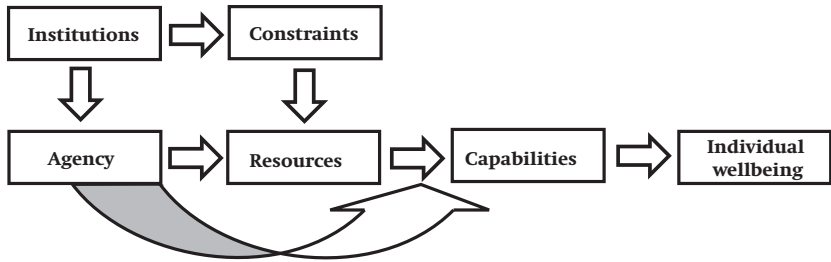 Institutions
Constraints
Agency
Resources
Capabilities
Individual
wellbeing